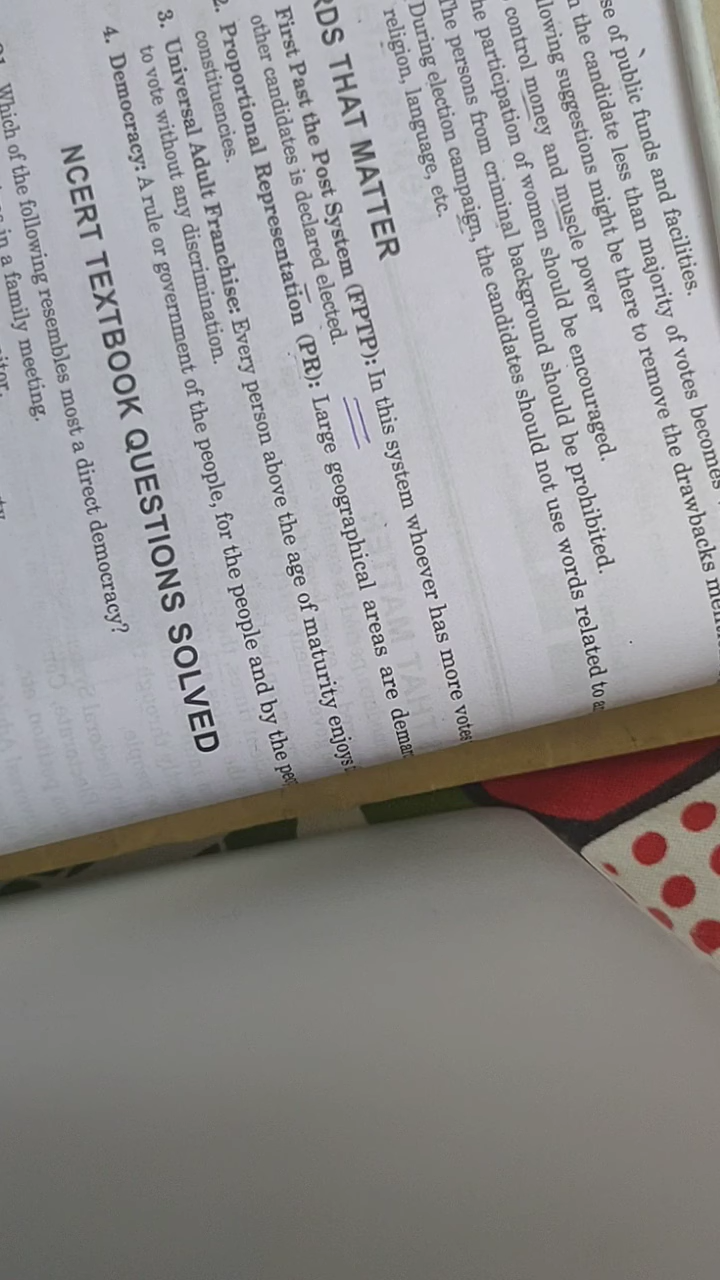 se of public funds and facilities.
the candidate less than majority of votes becomes
lowing suggestions might be there to remove the drawbacks
control money and muscle power
he participation of women should be encouraged.
The persons from criminal background should be prohibited.
During election campaign, the candidates should not use words related to
religion, language, etc.
RDS THAT MATTER
First Past the Post System (FPTP): In this system whoever has more votes
other candidates is declared elected.
2. Proportional Representation (PR): Large geographical areas are demar
constituencies.
3. Universal Adult Franchise: Every person above the age of maturity enjoys
to vote without any discrimination.
4. Democracy: A rule or government of the people, for the people and by the peo
NCERT TEXTBOOK QUESTIONS SOLVED
Which of the following resembles most a direct democracy?
in a family meeting.